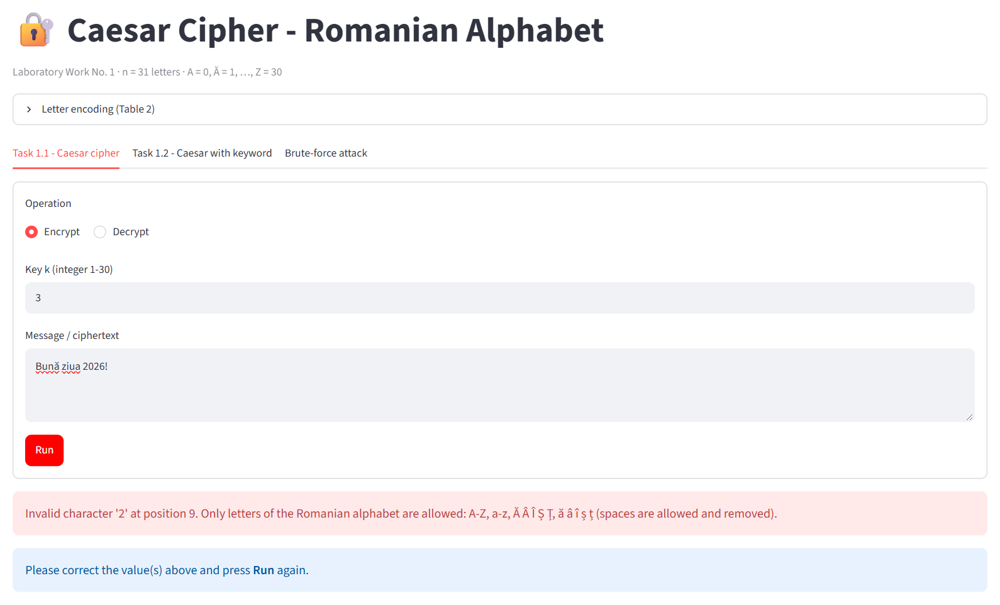 Caesar Cipher - Romanian Alphabet
Laboratory Work No. 1 · n = 31 letters · A = 0, Ă = 1, …, Z = 30
Letter encoding (Table 2)
Task 1.1 - Caesar cipher Task 1.2 - Caesar with keyword Brute-force attack
Operation
Encrypt Decrypt
Key k (integer 1-30)
3
Message / ciphertext
Bună ziua 2026!
Run
Invalid character '2' at position 9. Only letters of the Romanian alphabet are allowed: A-Z, a-z, Ă Â Î Ș Ț, ă â î ș ț (spaces are allowed and removed).
Please correct the value(s) above and press Run again.